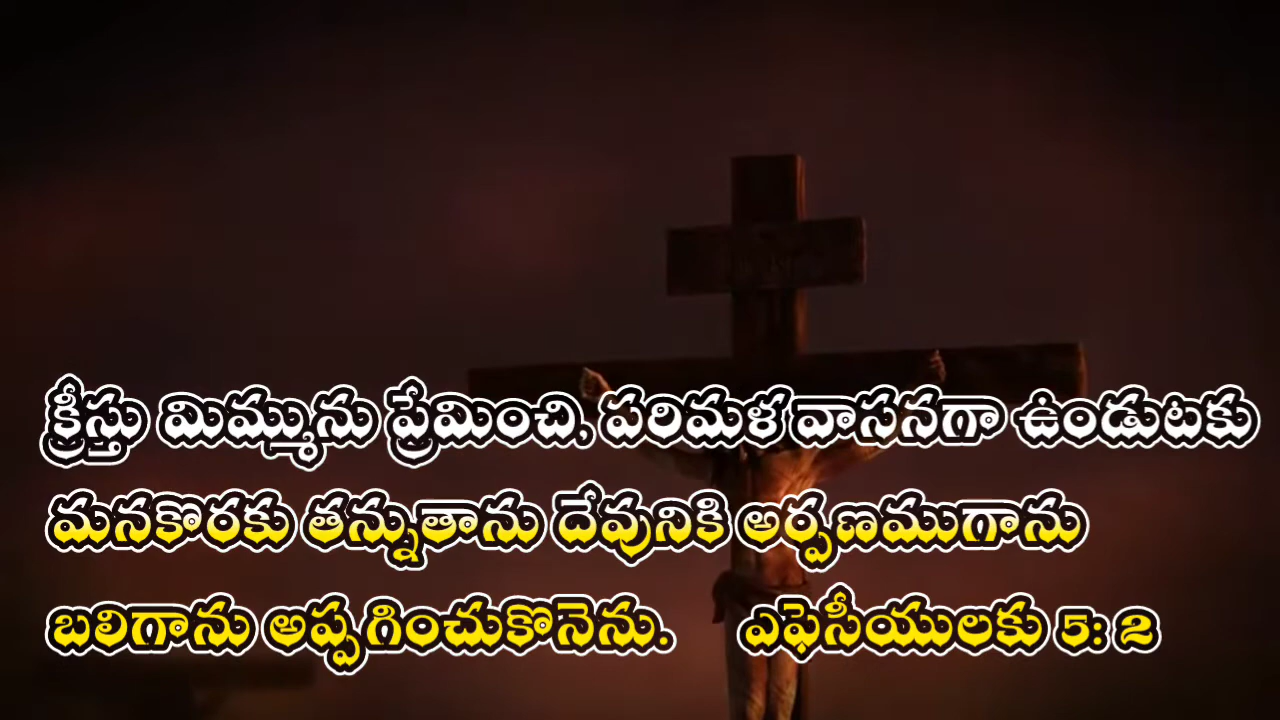 క్రీస్తు మిమ్మును ప్రేమించి, పరిమళ వాసనగా ఉండుటకు
మనకొరకు తన్నుతాను దేవునికి అర్పణముగాను
బలిగాను అప్పగించుకొనెను. ఎఫెసీయులకు 5: 2